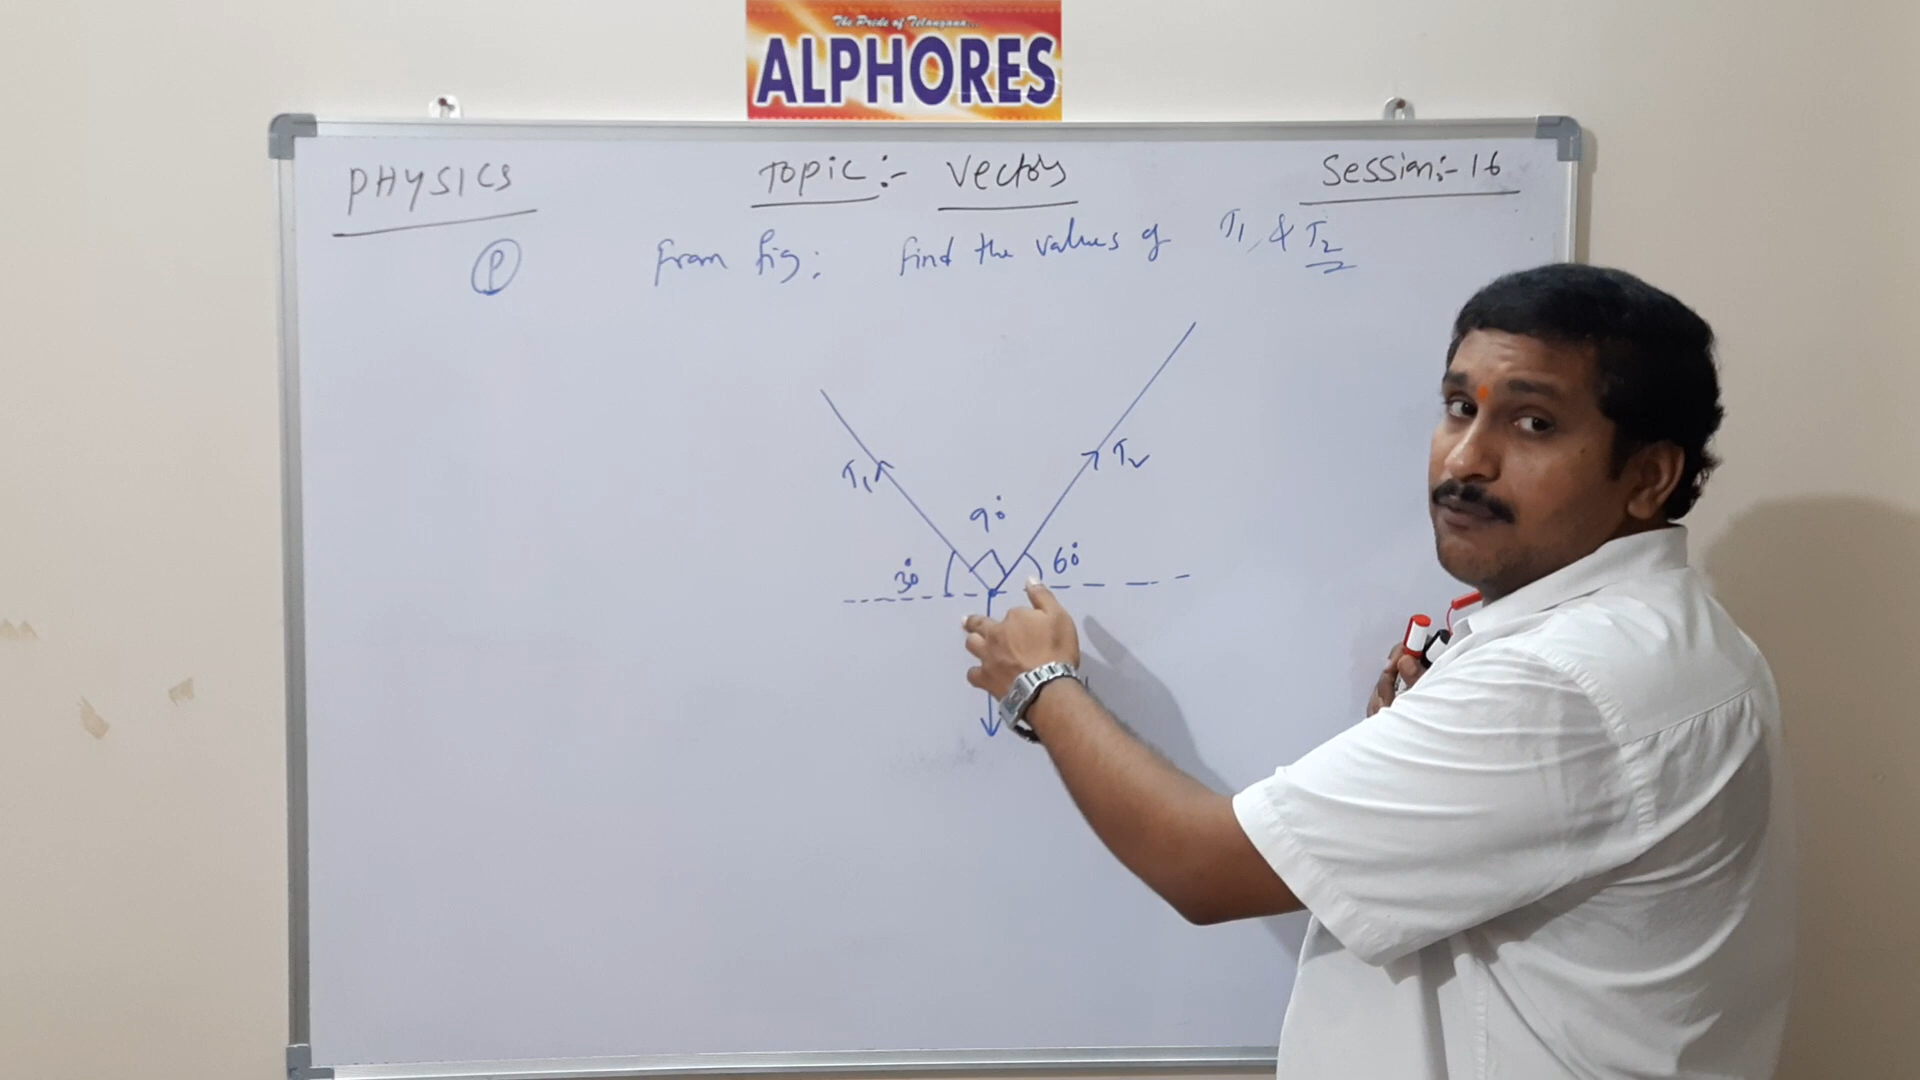 The Pride of Telangana...
ALPHORES
PHYSICS Topic:- Vectors Session:- 16
P From fig: find the values of T1 & T2
T1 T2
90°
30° 60°